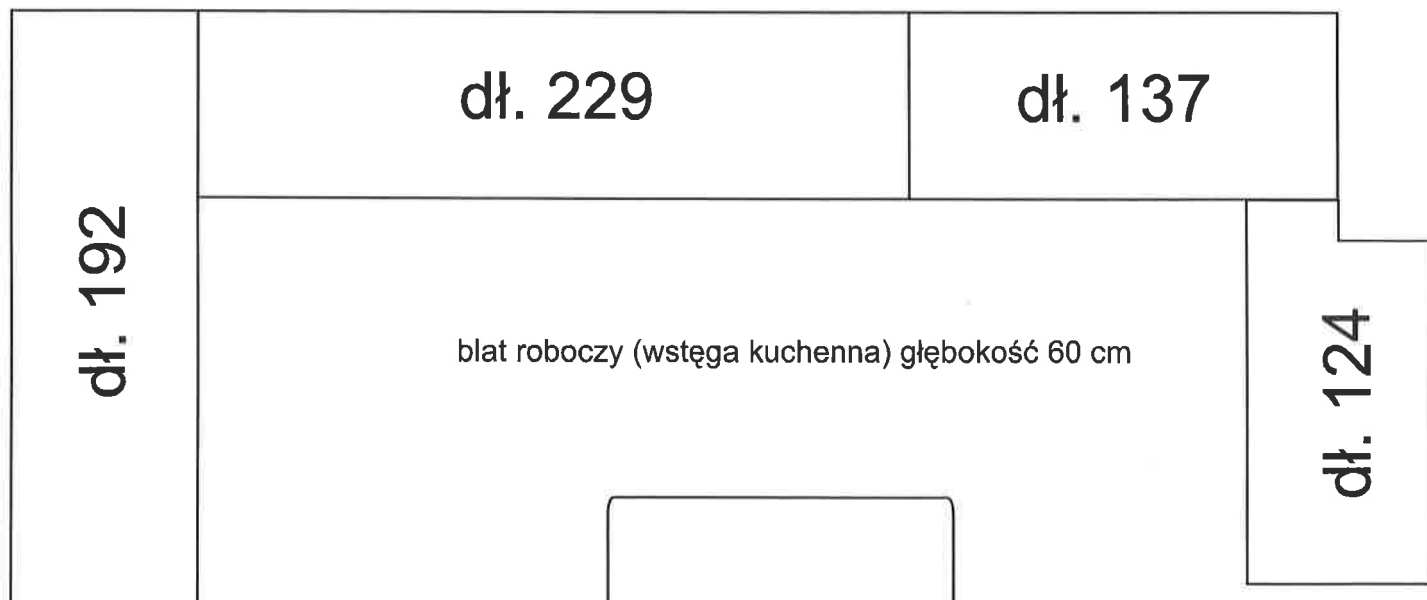 dł. 229
dł. 137
dł. 192
blat roboczy (wstęga kuchenna) głębokość 60 cm
dł. 124